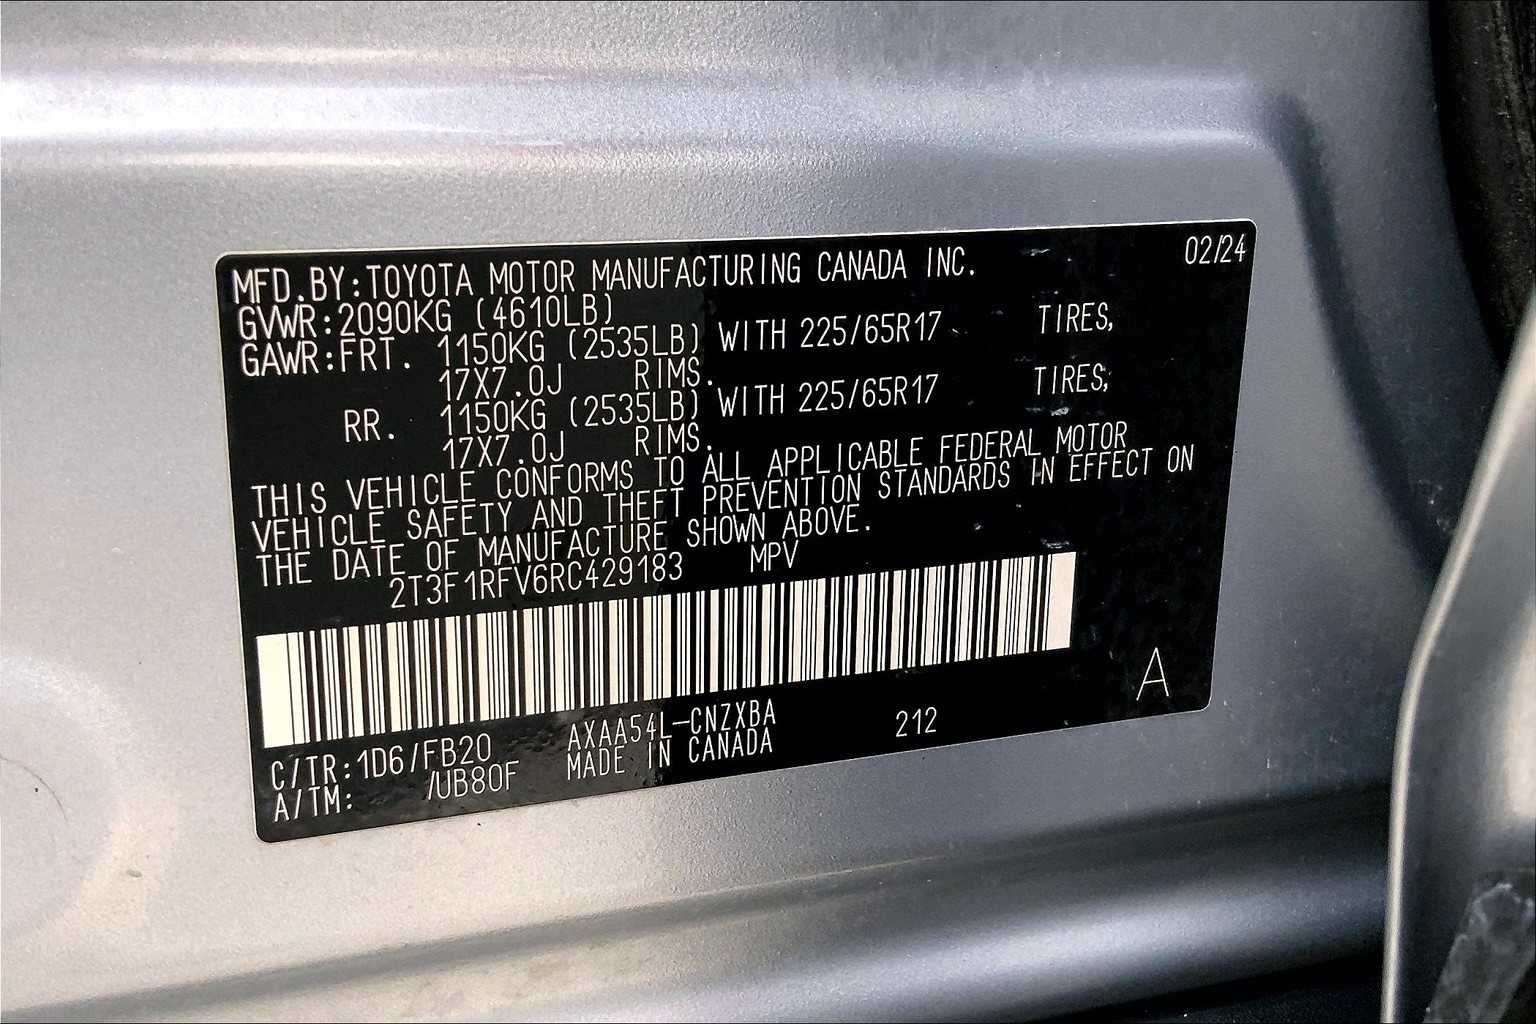 02/24
MFD.BY:TOYOTA MOTOR MANUFACTURING CANADA INC.
GVWR:2090KG (4610LB)
GAWR:FRT. 1150KG (2535LB) WITH 225/65R17 TIRES,
17X7.0J RIMS.
RR. 1150KG (2535LB) WITH 225/65R17 TIRES,
17X7.0J RIMS.
THIS VEHICLE CONFORMS TO ALL APPLICABLE FEDERAL MOTOR
VEHICLE SAFETY AND THEFT PREVENTION STANDARDS IN EFFECT ON
THE DATE OF MANUFACTURE SHOWN ABOVE.
2T3F1RFV6RC429183 MPV
A
C/TR:1D6/FB20 AXAA54L-CNZXBA 212
A/TM: /UB80F MADE IN CANADA